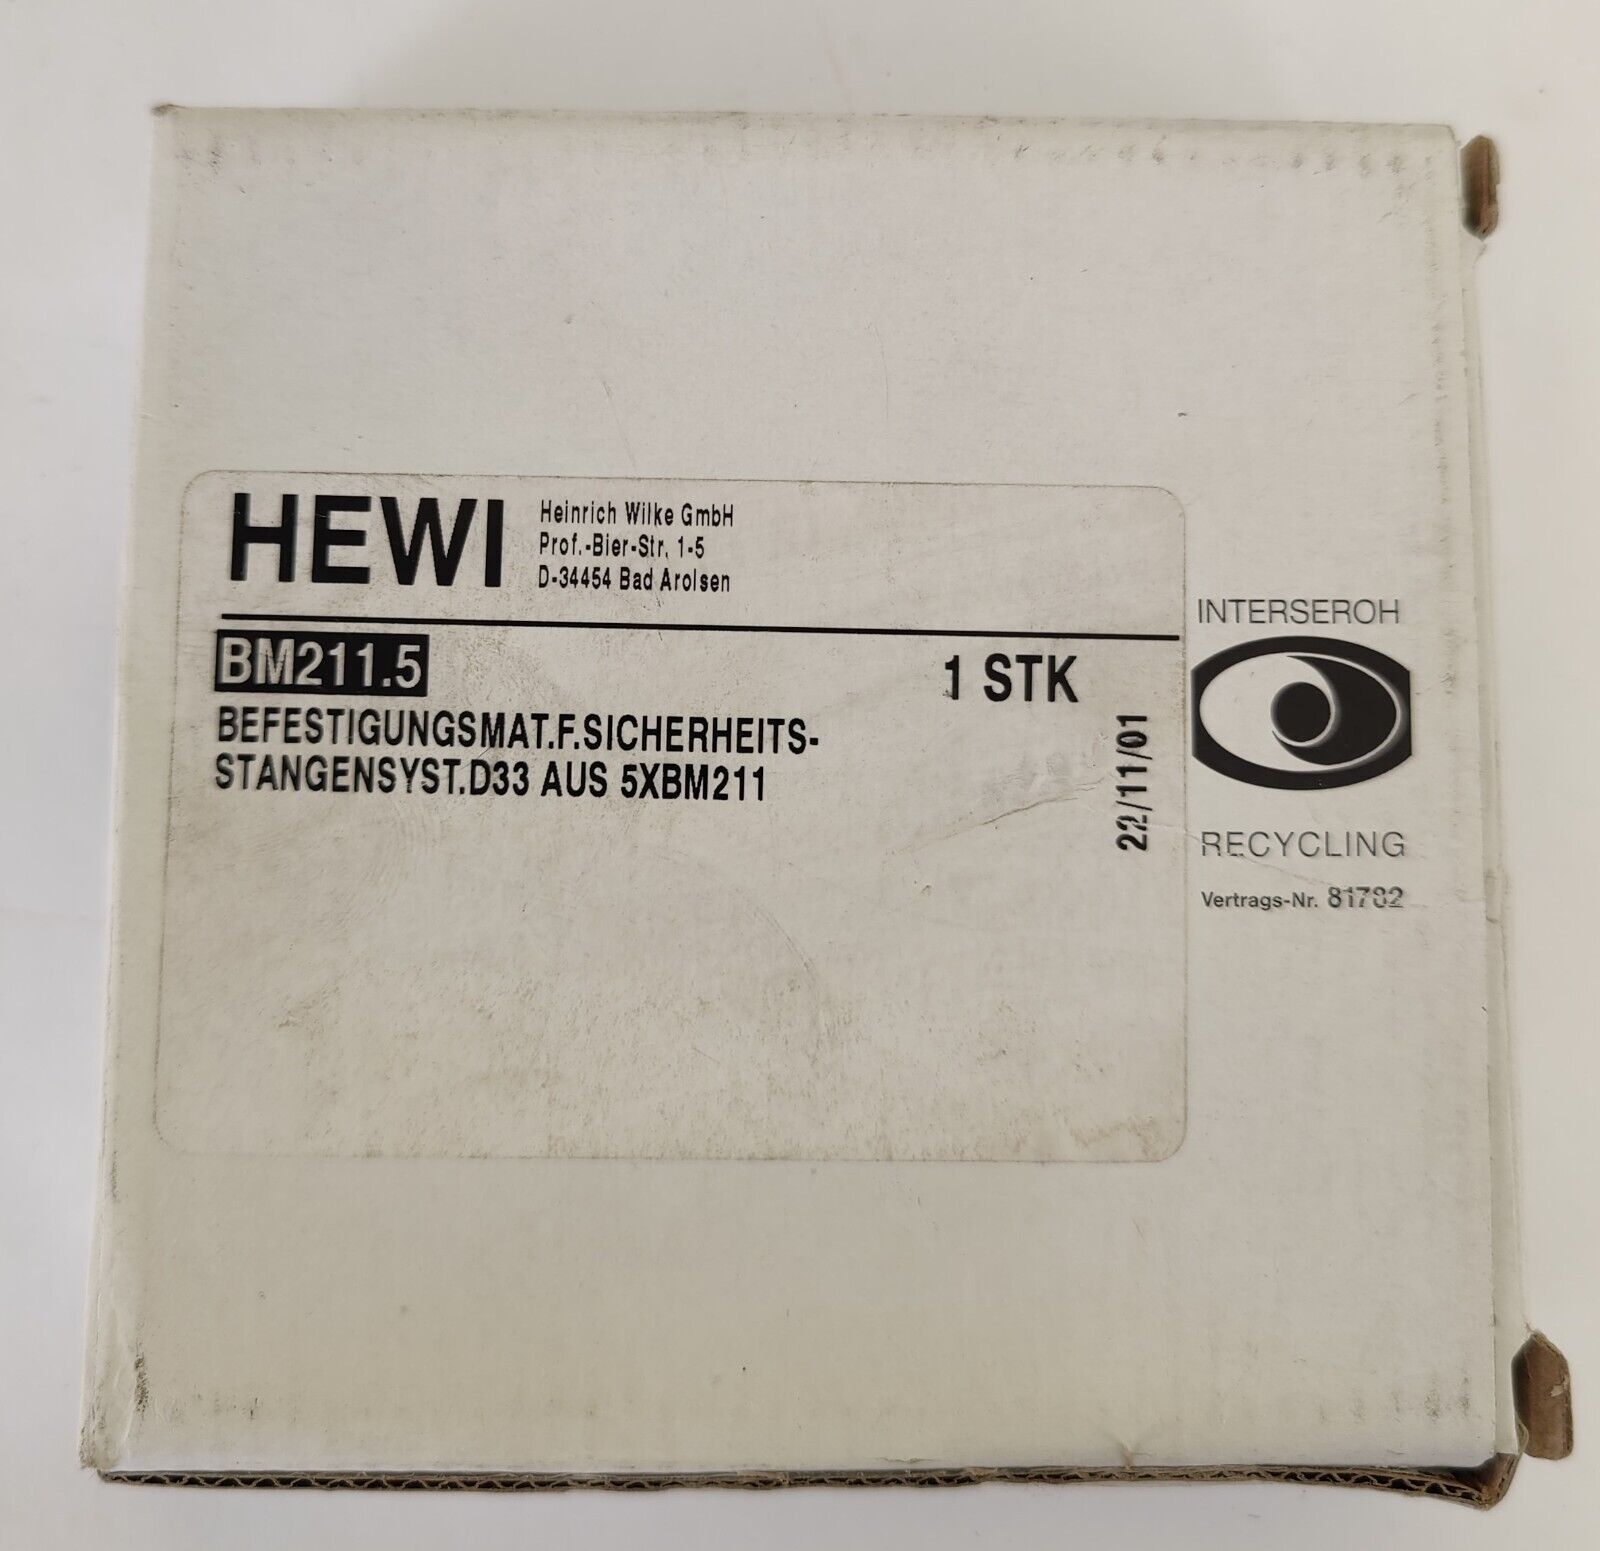 HEWI
Heinrich Wilke GmbH
Prof.-Bier-Str. 1-5
D-34454 Bad Arolsen
BM211.5
1 STK
BEFESTIGUNGSMAT.F.SICHERHEITS-
STANGENSYST.D33 AUS 5XBM211
22/11/01
INTERSEROH
RECYCLING
Vertrags-Nr. 81782